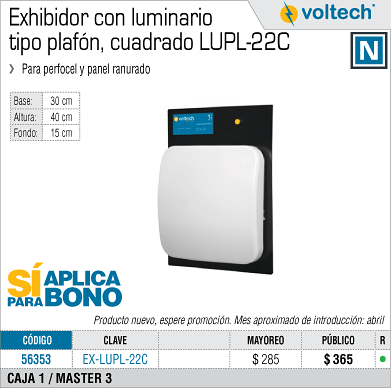 Exhibidor con luminario
tipo plafón, cuadrado LUPL-22C
voltech®
N
❯ Para perfocel y panel ranurado
Base: 30 cm
Altura: 40 cm
Fondo: 15 cm
voltech
SÍ APLICA
PARA BONO
Producto nuevo, espere promoción. Mes aproximado de introducción: abril
CÓDIGO CLAVE MAYOREO PÚBLICO R
56353 EX-LUPL-22C $ 285 $ 365 ●
CAJA 1 / MASTER 3